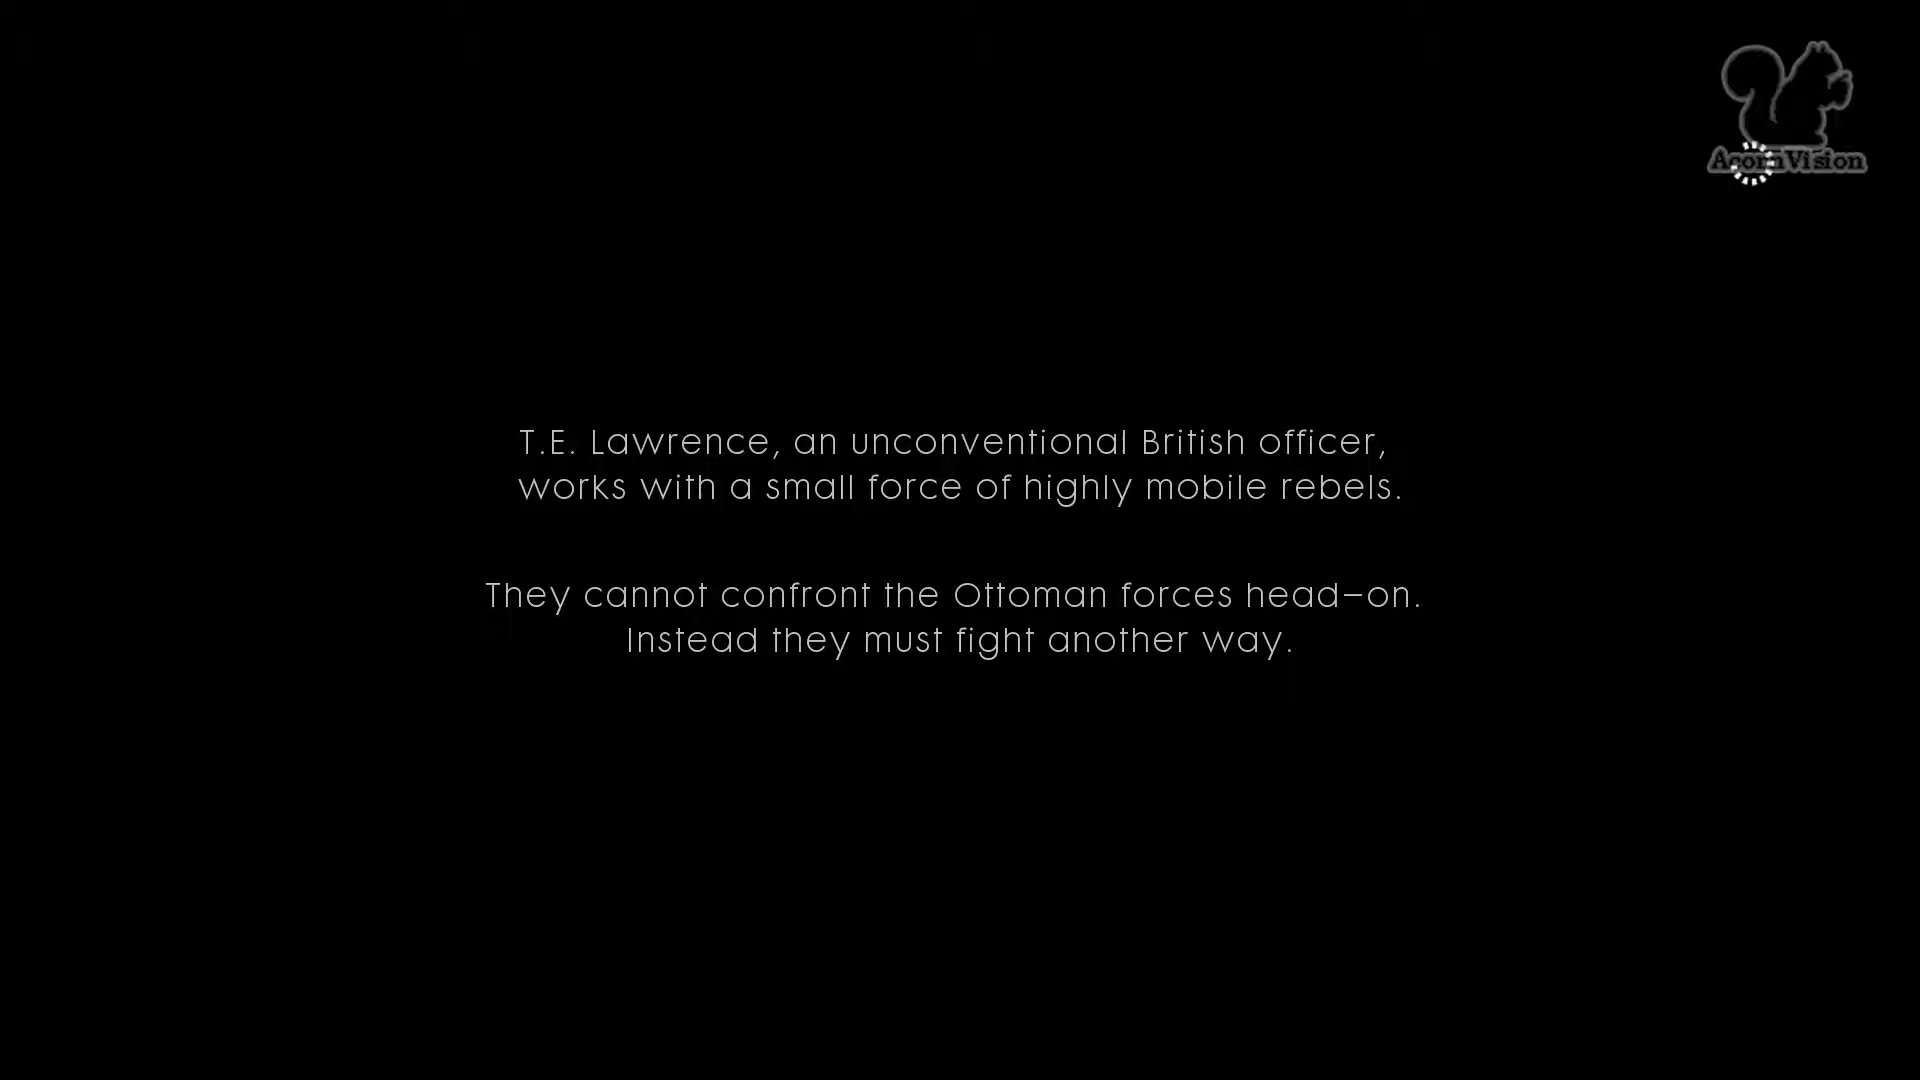 AcornVision
T.E. Lawrence, an unconventional British officer,
works with a small force of highly mobile rebels.
They cannot confront the Ottoman forces head-on.
Instead they must fight another way.